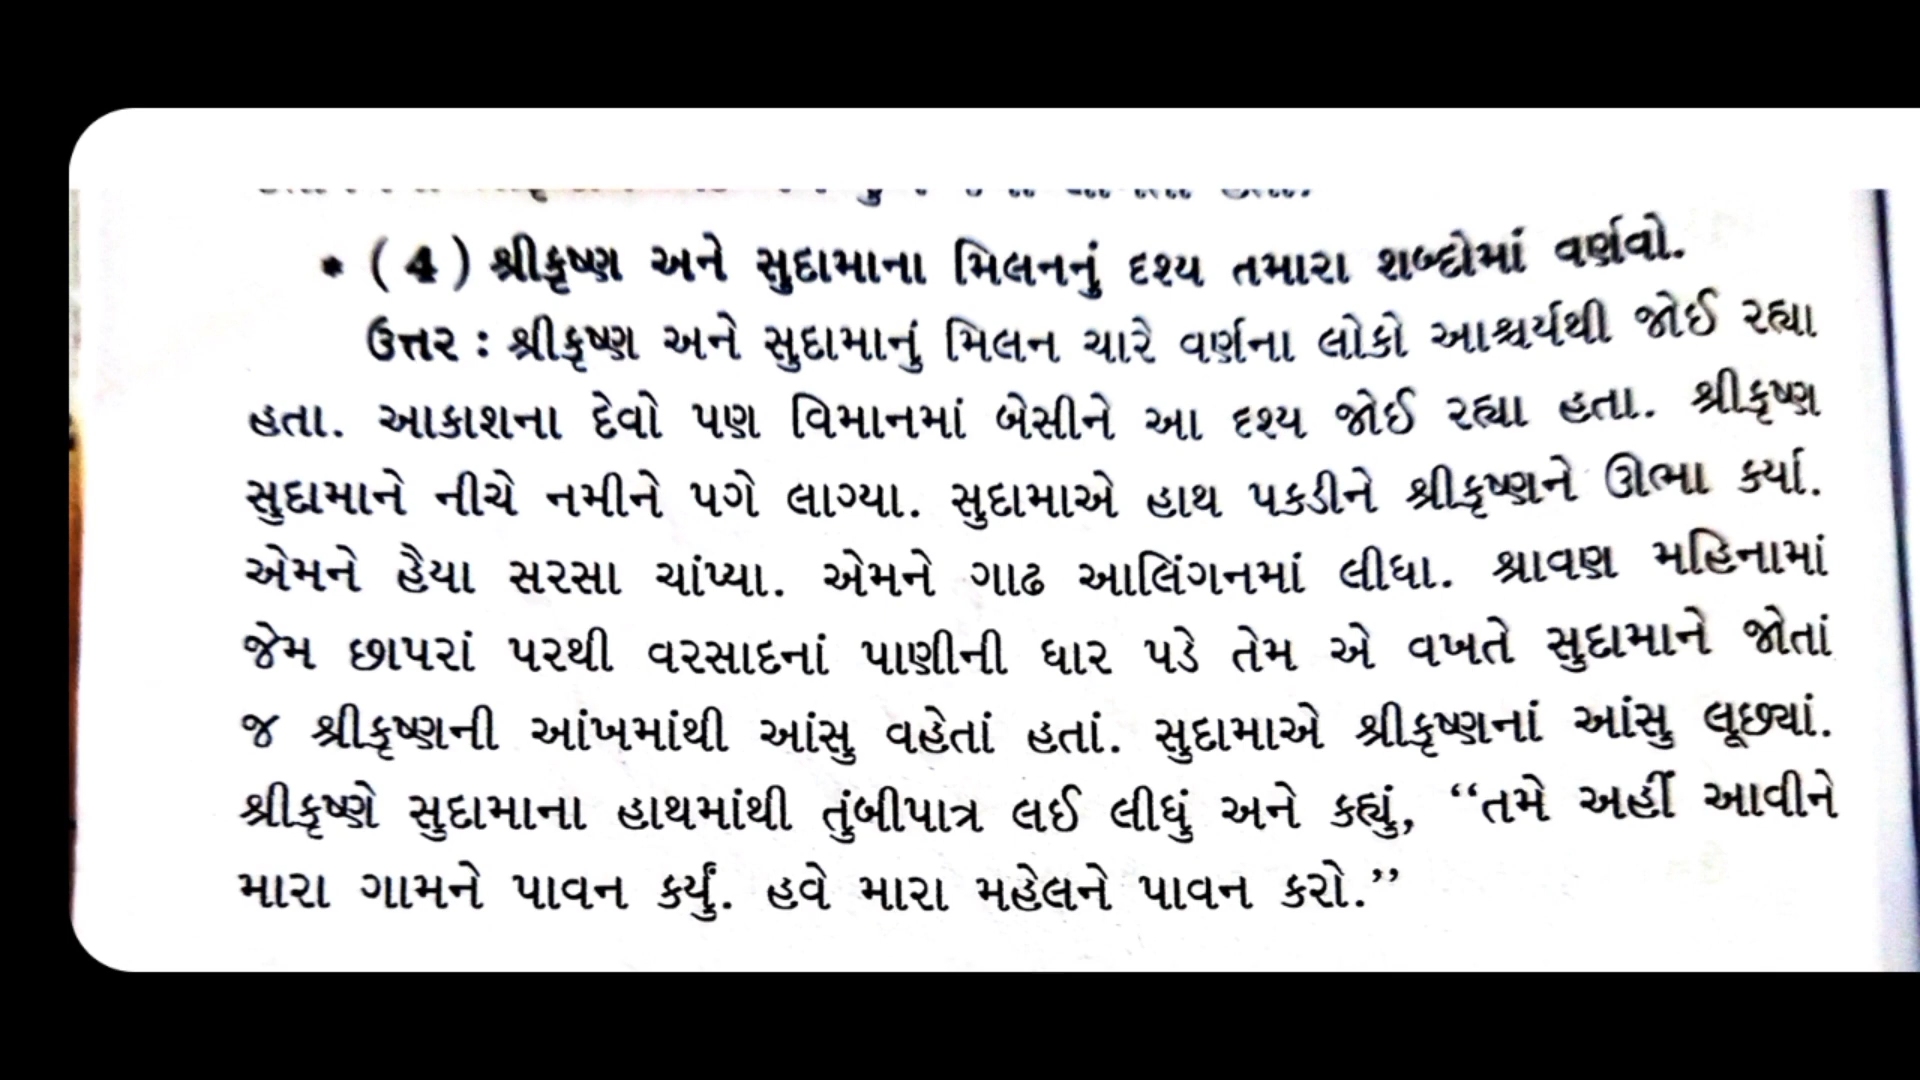 • (4) શ્રીકૃષ્ણ અને સુદામાના મિલનનું દશ્ય તમારા શબ્દોમાં વર્ણવો.
ઉત્તર : શ્રીકૃષ્ણ અને સુદામાનું મિલન ચારે વર્ણના લોકો આશ્ચર્યથી જોઈ રહ્યા
હતા. આકાશના દેવો પણ વિમાનમાં બેસીને આ દશ્ય જોઈ રહ્યા હતા. શ્રીકૃષ્ણ
સુદામાને નીચે નમીને પગે લાગ્યા. સુદામાએ હાથ પકડીને શ્રીકૃષ્ણને ઊભા કર્યા.
એમને હૈયા સરસા ચાંપ્યા. એમને ગાઢ આલિંગનમાં લીધા. શ્રાવણ મહિનામાં
જેમ છાપરાં પરથી વરસાદનાં પાણીની ધાર પડે તેમ એ વખતે સુદામાને જોતાં
જ શ્રીકૃષ્ણની આંખમાંથી આંસુ વહેતાં હતાં. સુદામાએ શ્રીકૃષ્ણનાં આંસુ લૂછ્યાં.
શ્રીકૃષ્ણે સુદામાના હાથમાંથી તુંબીપાત્ર લઈ લીધું અને કહ્યું, “તમે અહીં આવીને
મારા ગામને પાવન કર્યું. હવે મારા મહેલને પાવન કરો.”